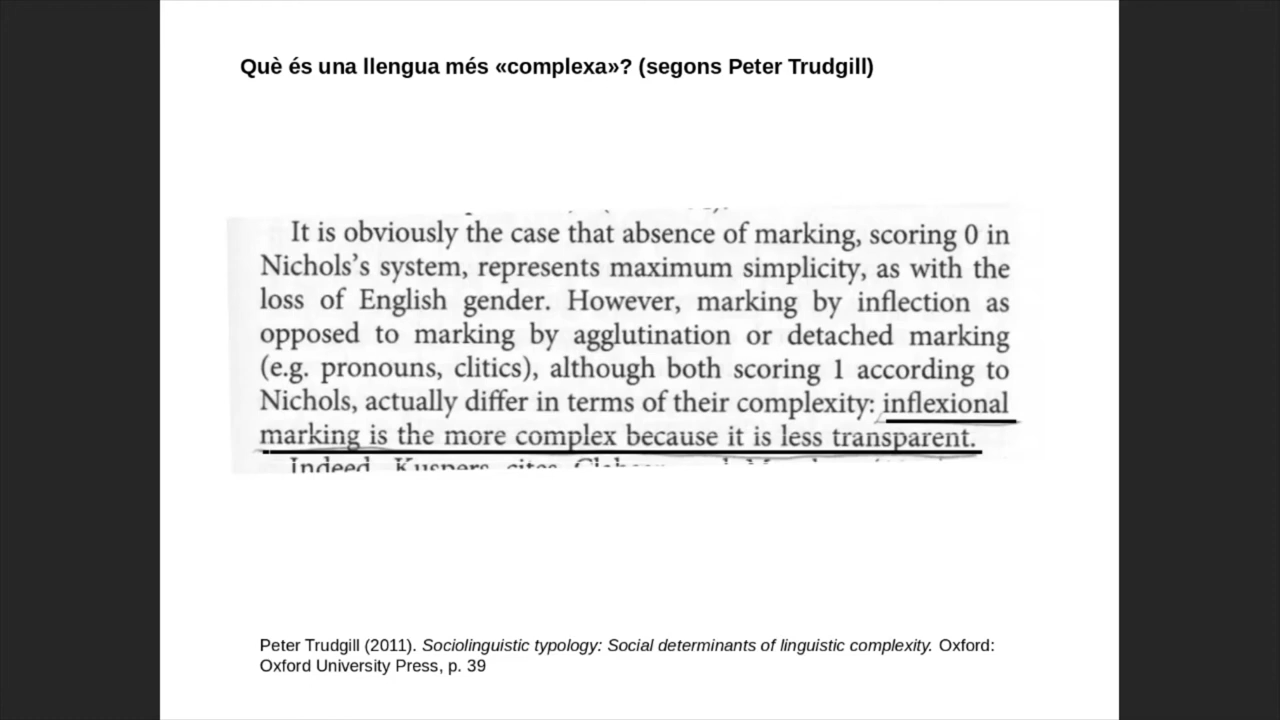 Què és una llengua més «complexa»? (segons Peter Trudgill)
It is obviously the case that absence of marking, scoring 0 in
Nichols’s system, represents maximum simplicity, as with the
loss of English gender. However, marking by inflection as
opposed to marking by agglutination or detached marking
(e.g. pronouns, clitics), although both scoring 1 according to
Nichols, actually differ in terms of their complexity: inflexional
marking is the more complex because it is less transparent.
Indeed Kuspers cites
Peter Trudgill (2011). Sociolinguistic typology: Social determinants of linguistic complexity. Oxford:
Oxford University Press, p. 39